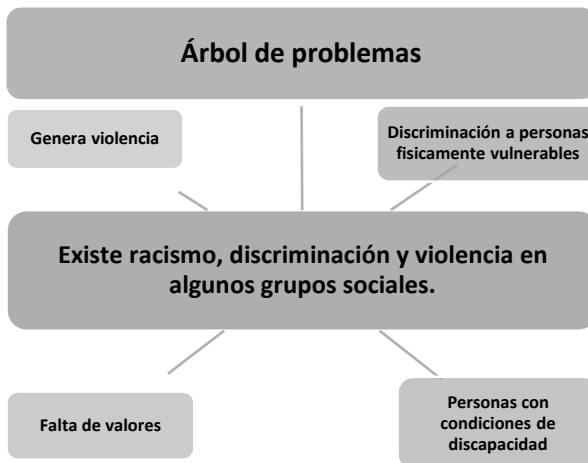 Árbol de problemas
Genera violencia
Discriminación a personas
fisicamente vulnerables
Existe racismo, discriminación y violencia en
algunos grupos sociales.
Falta de valores
Personas con
condiciones de
discapacidad